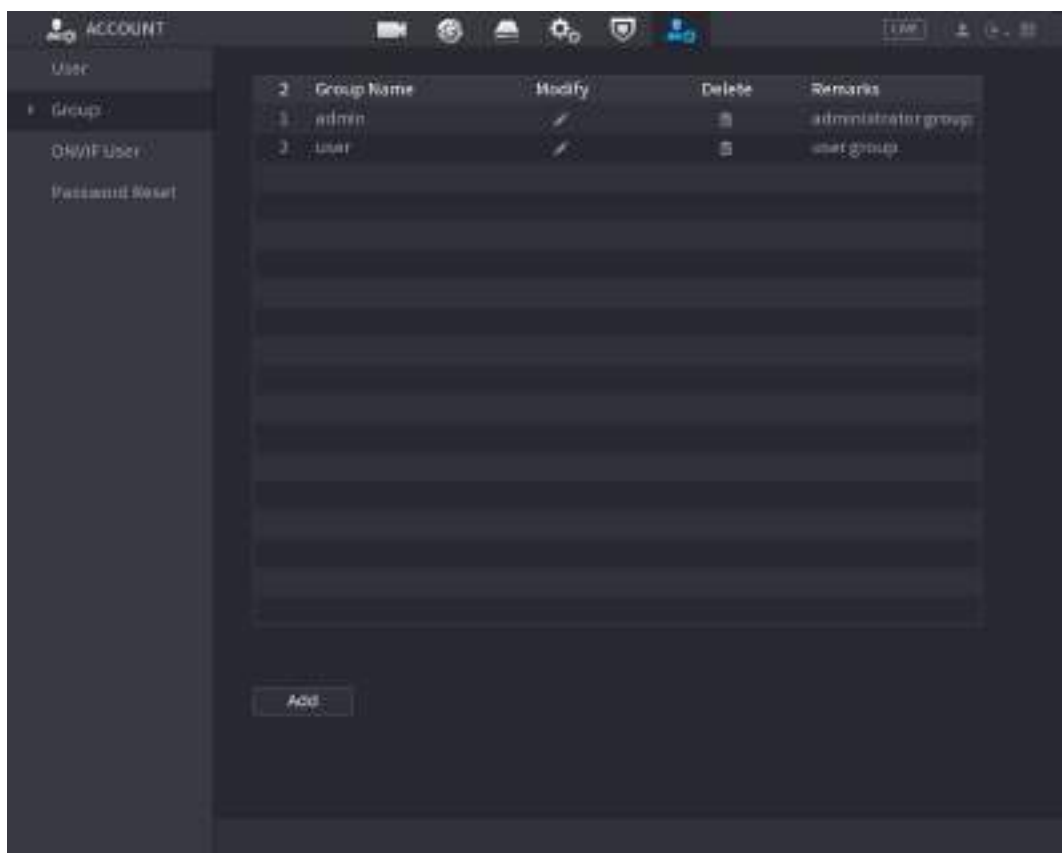 ACCOUNT
LIVE
User
Group
ONVIF User
Password Reset
2 Group Name Modify Delete Remarks
1 admin administrator group
2 user user group
Add